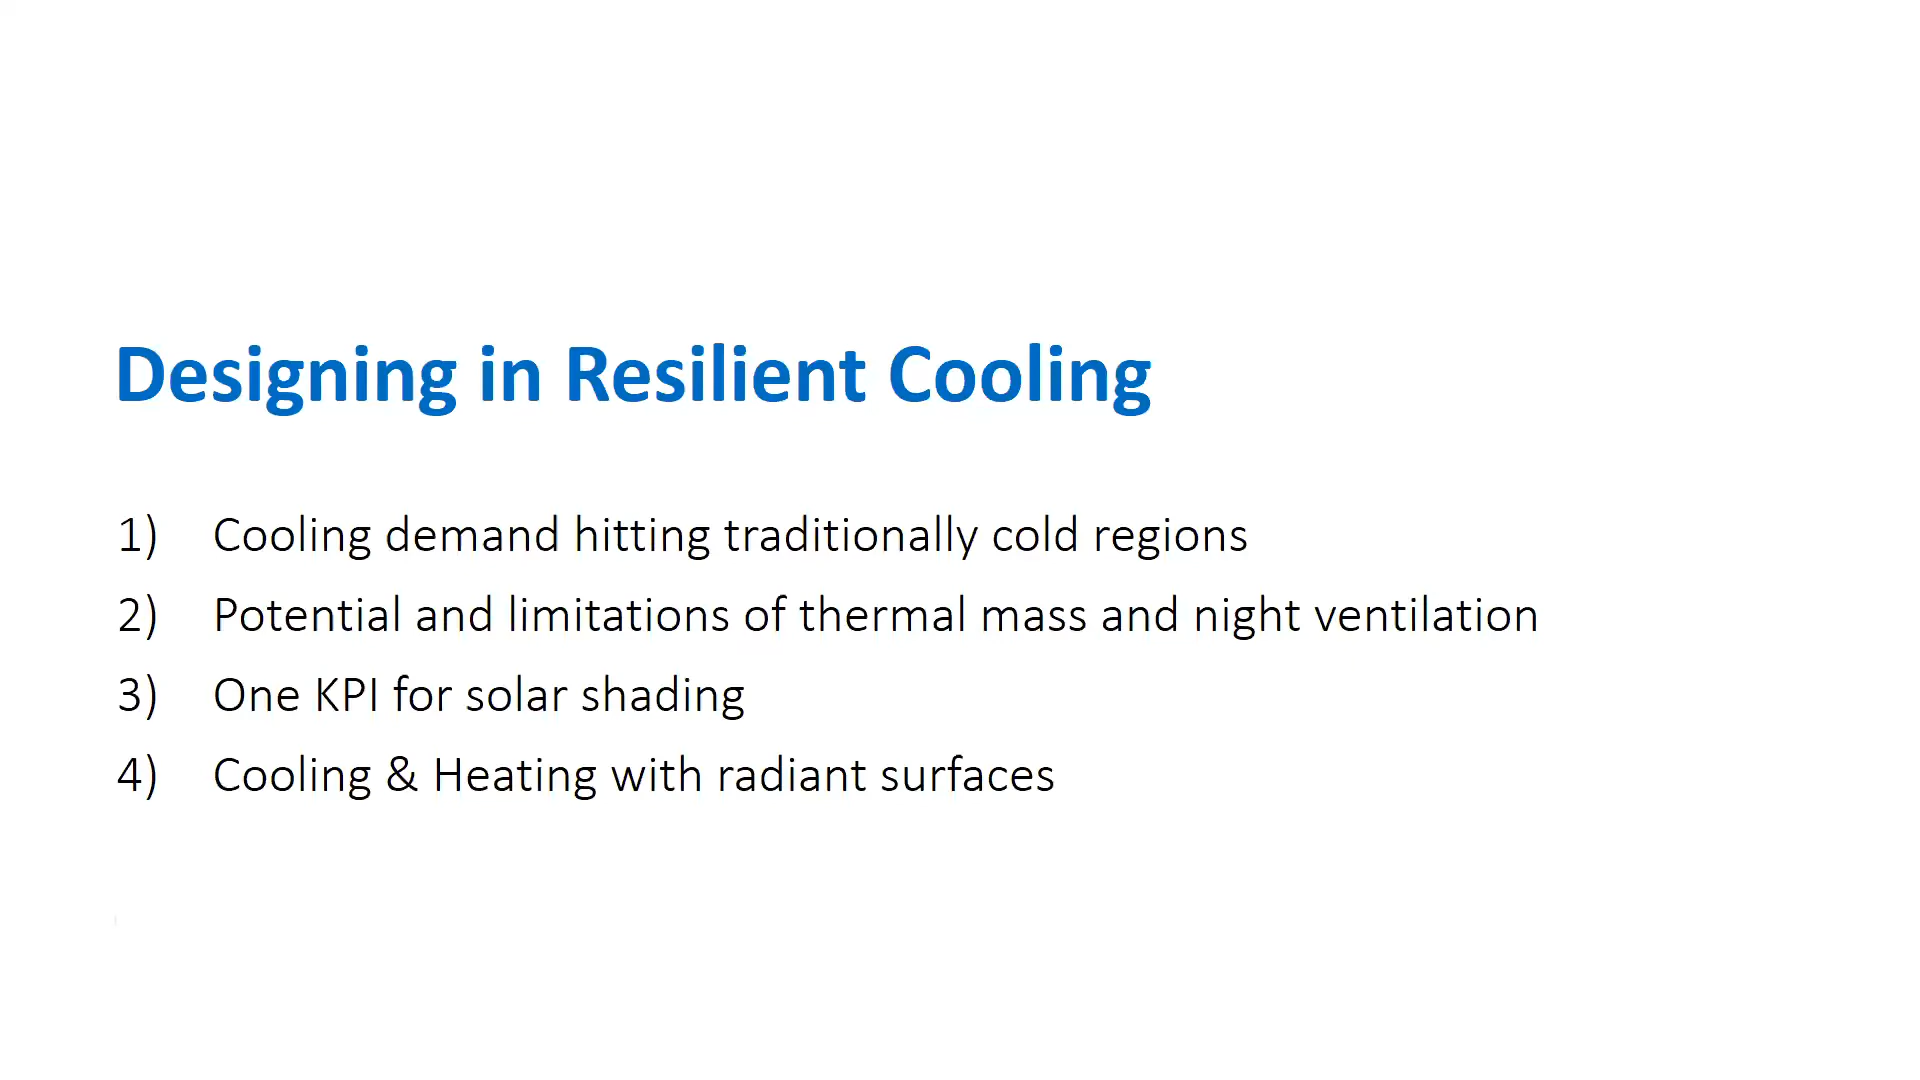 Designing in Resilient Cooling
1) Cooling demand hitting traditionally cold regions
2) Potential and limitations of thermal mass and night ventilation
3) One KPI for solar shading
4) Cooling & Heating with radiant surfaces